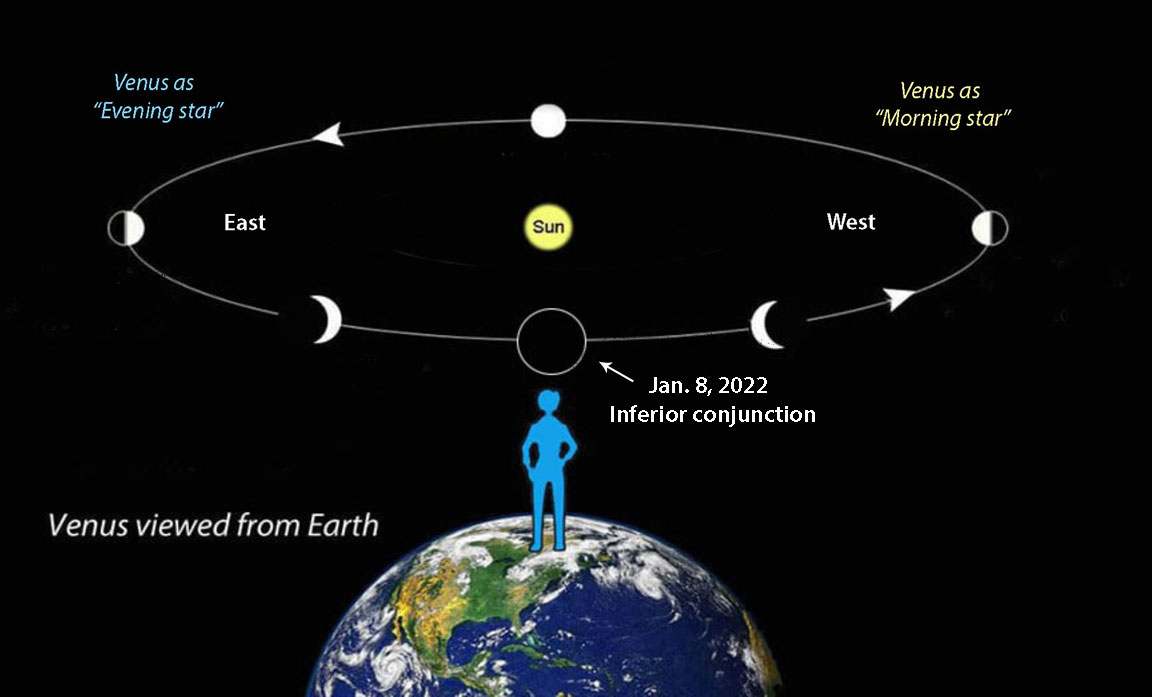 Venus as
“Evening star”
Venus as
“Morning star”
East
Sun
West
Jan. 8, 2022
Inferior conjunction
Venus viewed from Earth